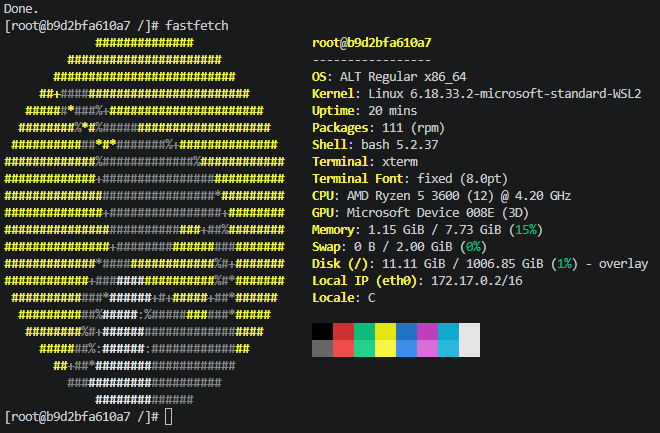 Done.
[root@b9d2bfa610a7 /]# fastfetch
root@b9d2bfa610a7
-----------------
OS: ALT Regular x86_64
Kernel: Linux 6.18.33.2-microsoft-standard-WSL2
Uptime: 20 mins
Packages: 111 (rpm)
Shell: bash 5.2.37
Terminal: xterm
Terminal Font: fixed (8.0pt)
CPU: AMD Ryzen 5 3600 (12) @ 4.20 GHz
GPU: Microsoft Device 008E (3D)
Memory: 1.15 GiB / 7.73 GiB (15%)
Swap: 0 B / 2.00 GiB (0%)
Disk (/): 11.11 GiB / 1006.85 GiB (1%) - overlay
Local IP (eth0): 172.17.0.2/16
Locale: C
[root@b9d2bfa610a7 /]#